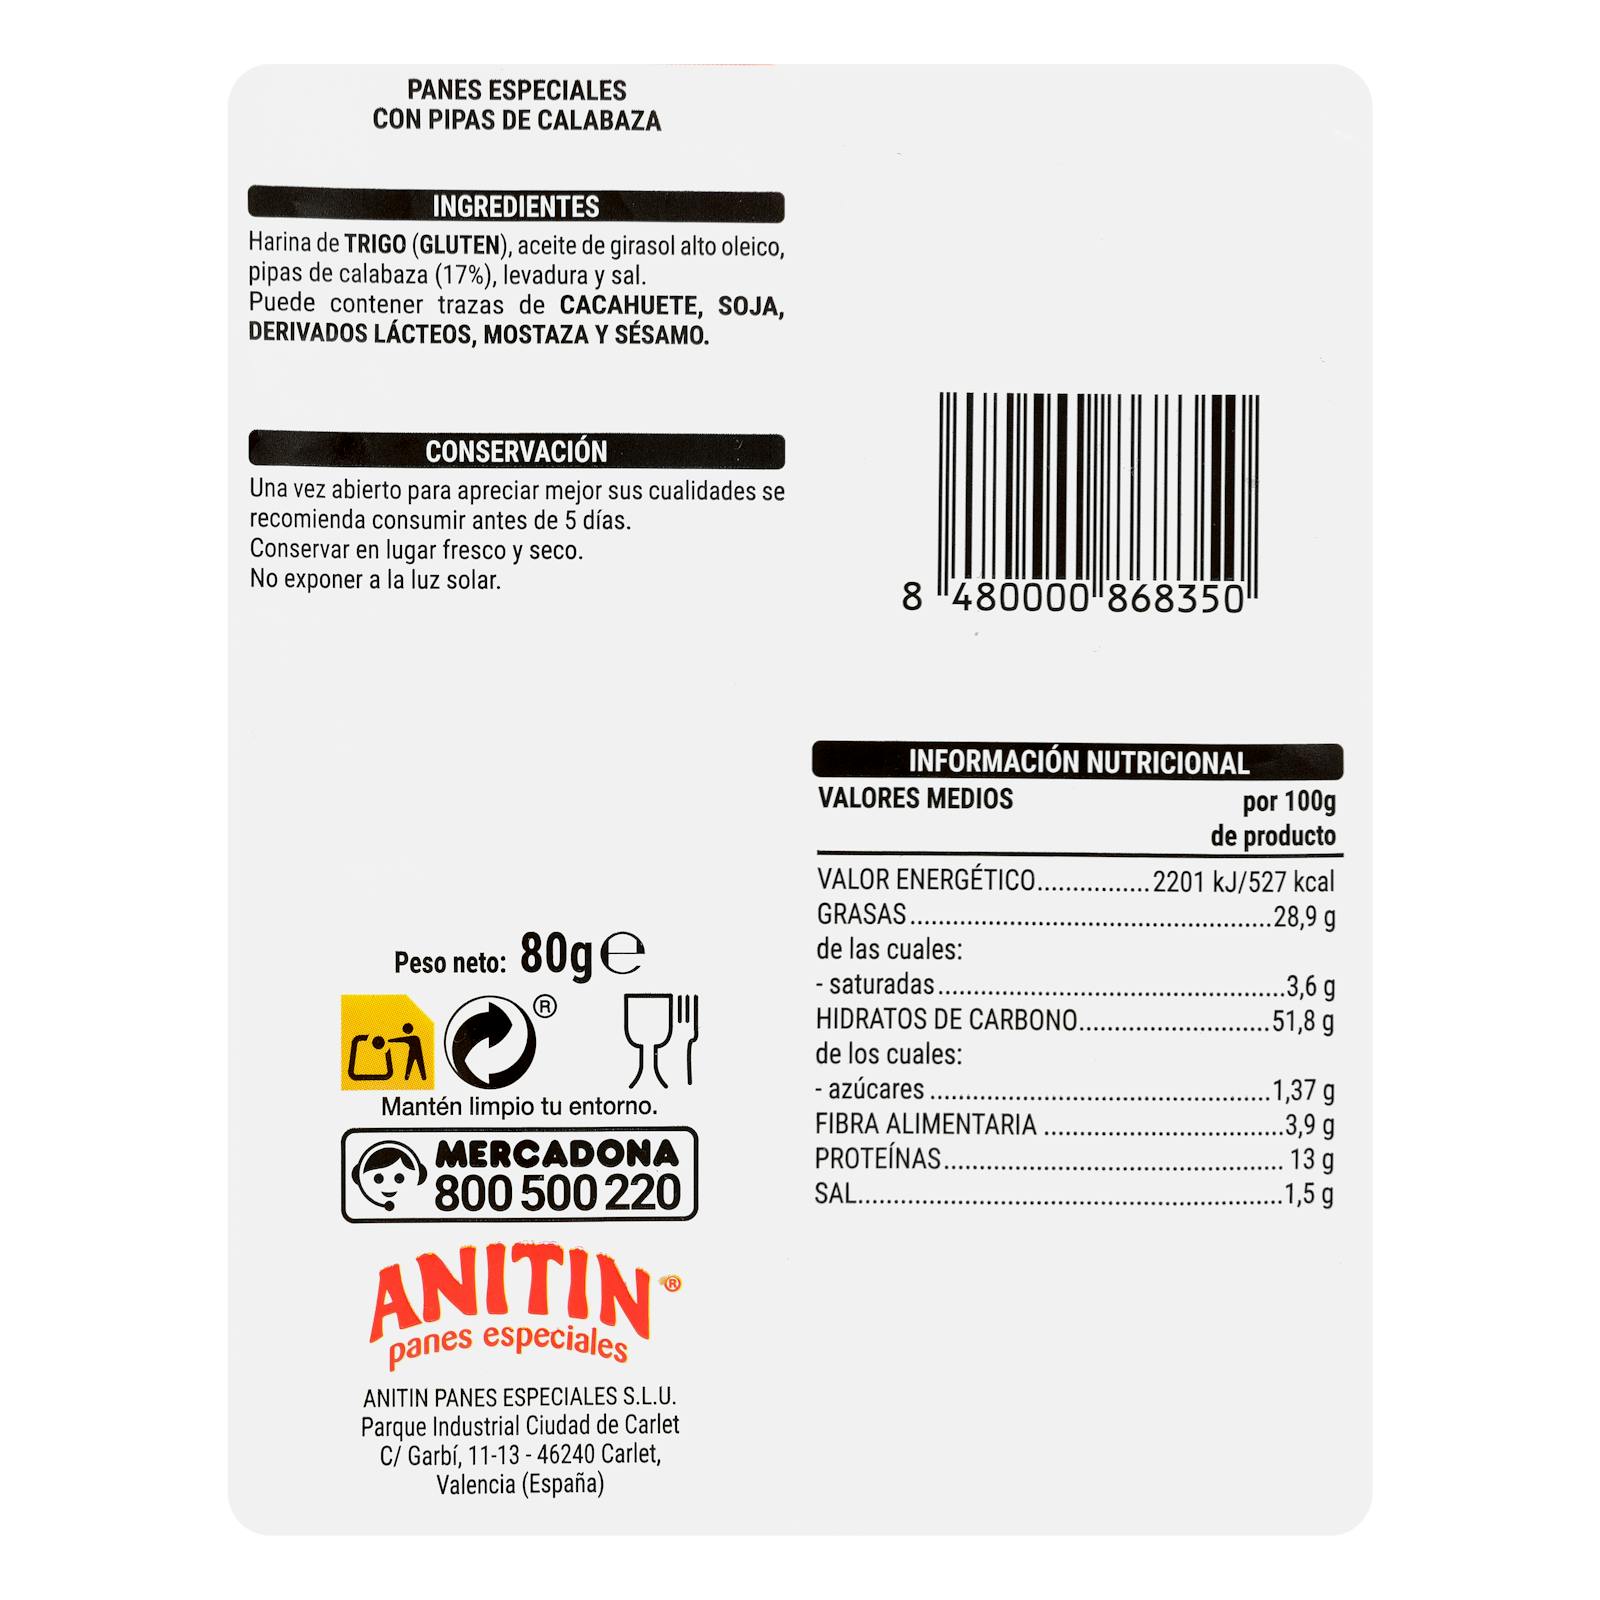 PANES ESPECIALES
CON PIPAS DE CALABAZA
INGREDIENTES
Harina de TRIGO (GLUTEN), aceite de girasol alto oleico,
pipas de calabaza (17%), levadura y sal.
Puede contener trazas de CACAHUETE, SOJA,
DERIVADOS LÁCTEOS, MOSTAZA Y SÉSAMO.
CONSERVACIÓN
Una vez abierto para apreciar mejor sus cualidades se
recomienda consumir antes de 5 días.
Conservar en lugar fresco y seco.
No exponer a la luz solar.
8 480000 868350
INFORMACIÓN NUTRICIONAL
VALORES MEDIOS por 100g
de producto
VALOR ENERGÉTICO................2201 kJ/527 kcal
GRASAS..........................................28,9 g
de las cuales:
- saturadas........................................3,6 g
HIDRATOS DE CARBONO......................51,8 g
de los cuales:
- azúcares........................................1,37 g
FIBRA ALIMENTARIA............................3,9 g
PROTEÍNAS........................................13 g
SAL..................................................1,5 g
Peso neto: 80g ℮
®
Mantén limpio tu entorno.
MERCADONA
800 500 220
ANITIN®
panes especiales
ANITIN PANES ESPECIALES S.L.U.
Parque Industrial Ciudad de Carlet
C/ Garbí, 11-13 - 46240 Carlet,
Valencia (España)